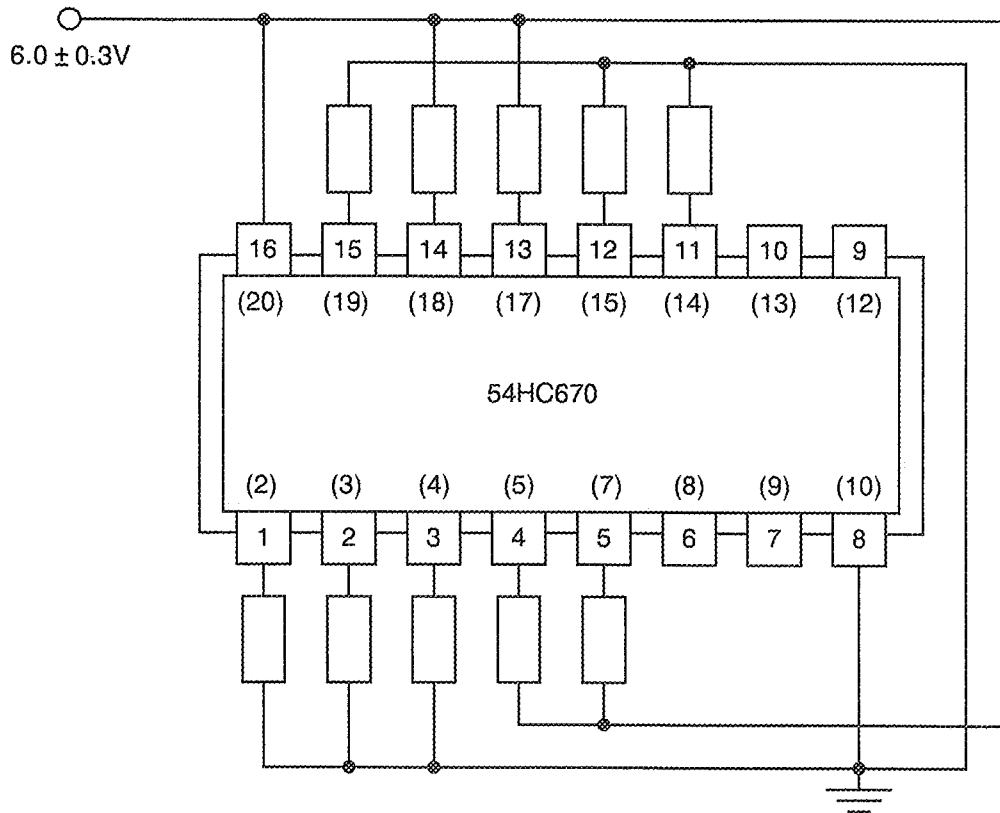 6.0 ± 0.3V
16 15 14 13 12 11 10 9
(20) (19) (18) (17) (15) (14) (13) (12)
54HC670
(2) (3) (4) (5) (7) (8) (9) (10)
1 2 3 4 5 6 7 8